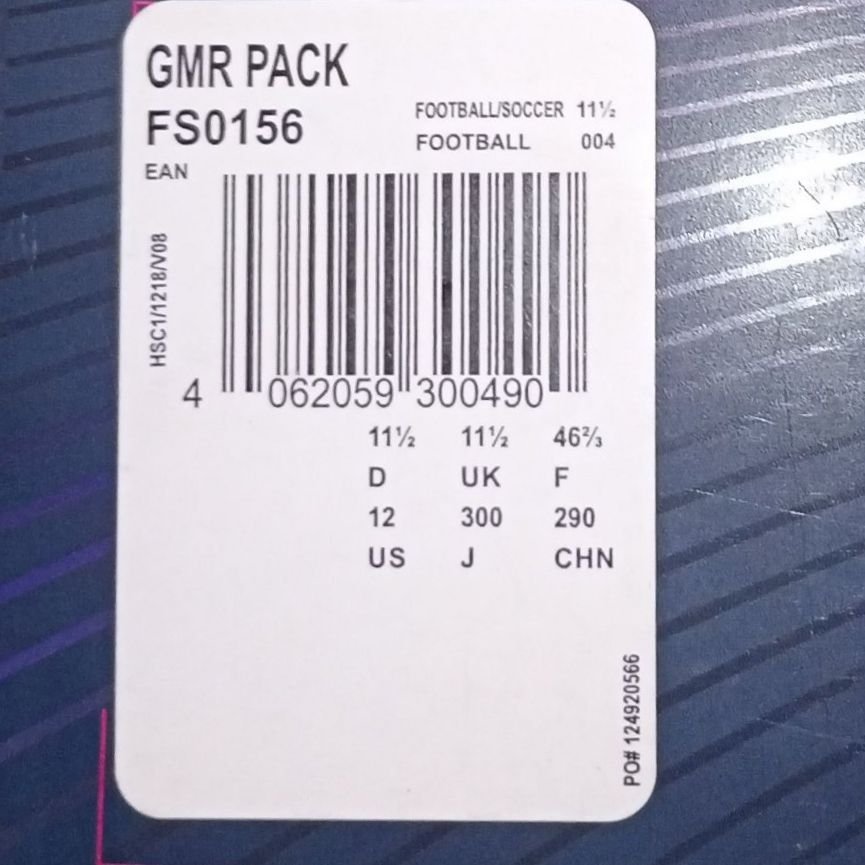 GMR PACK
FS0156
FOOTBALL/SOCCER 11½
FOOTBALL 004
EAN
HSC1/1218/V08
4 062059 300490
11½ 11½ 46⅔
D UK F
12 300 290
US J CHN
PO# 124920566